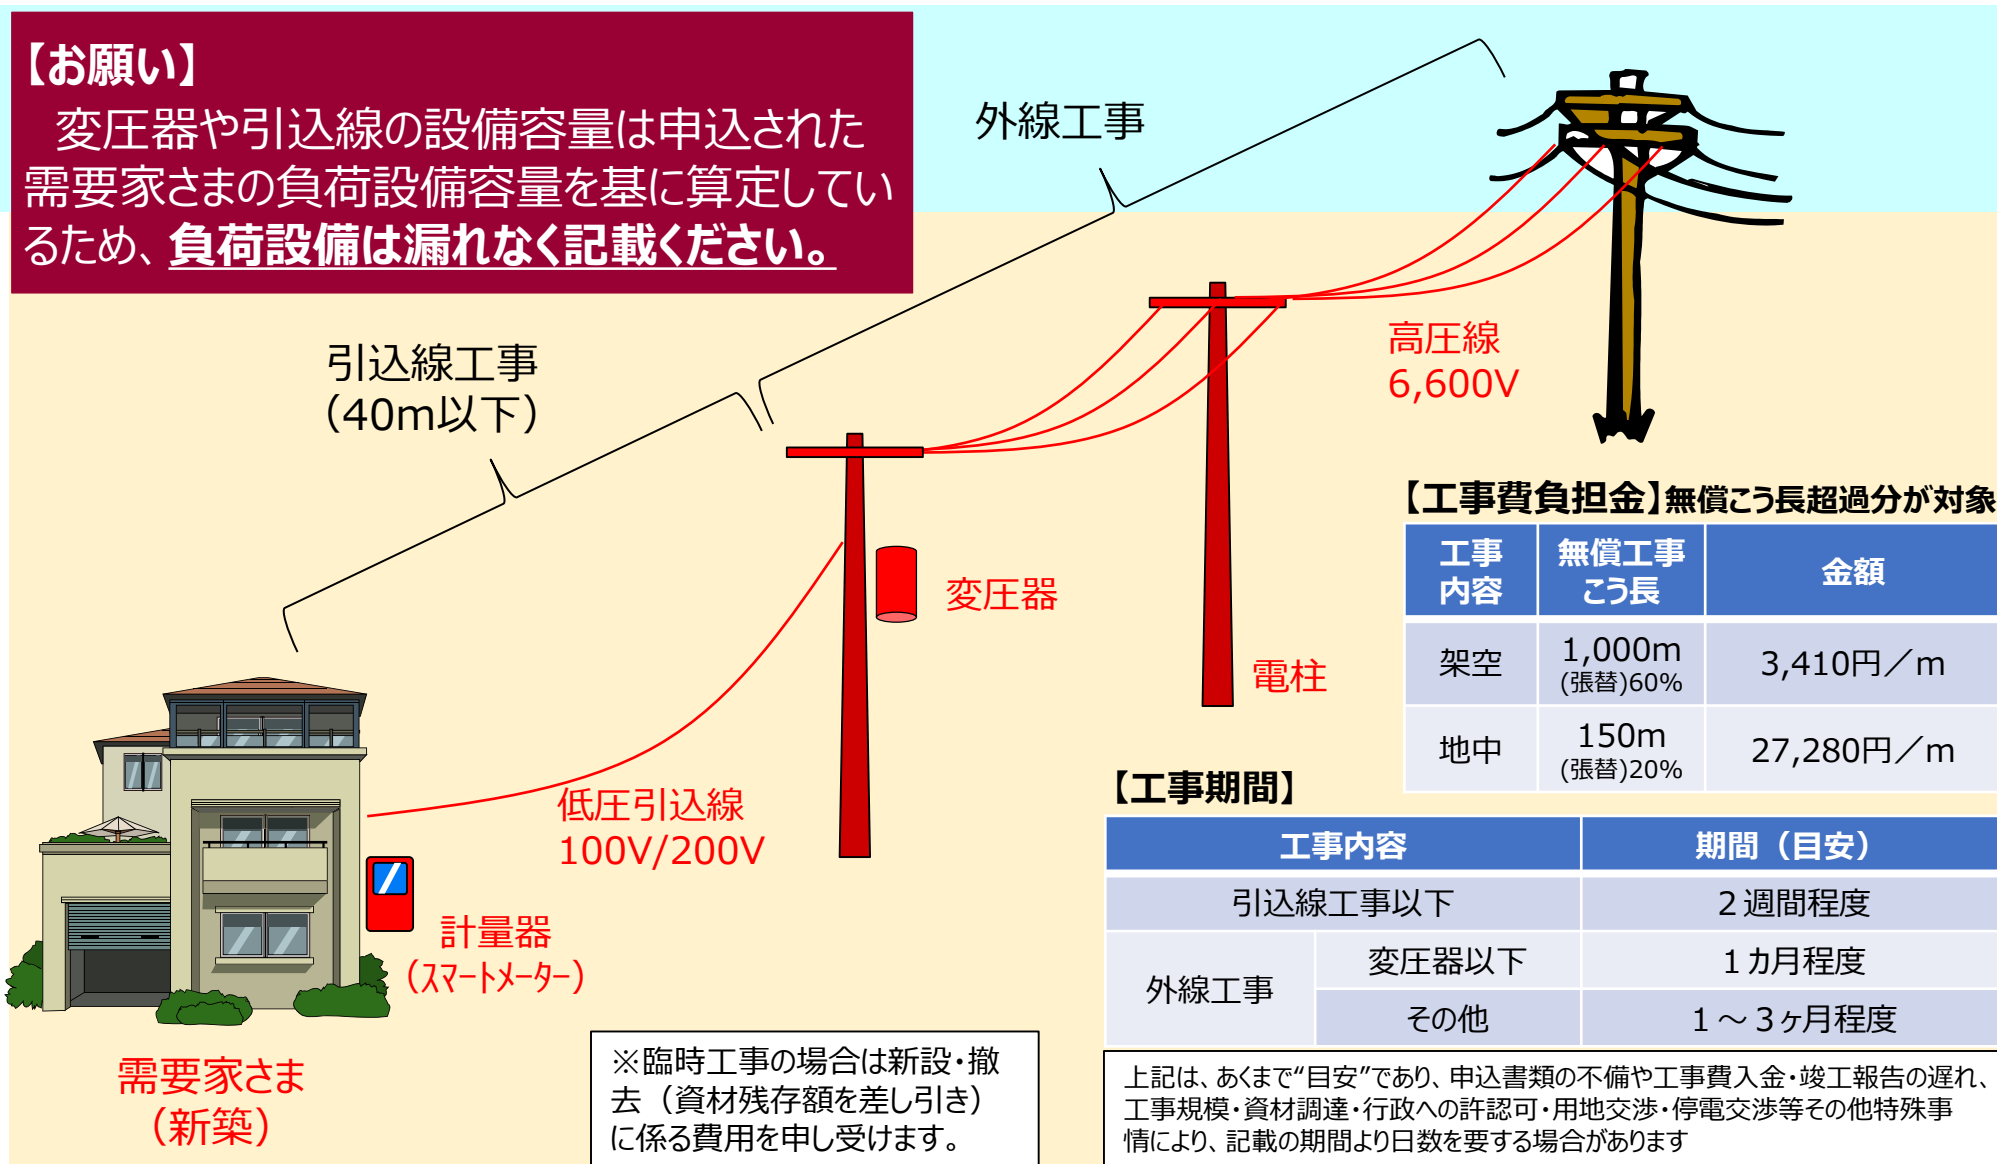 【お願い】
変圧器や引込線の設備容量は申込された
需要家さまの負荷設備容量を基に算定してい
るため、負荷設備は漏れなく記載ください。
外線工事
引込線工事
（40m以下）
高圧線
6,600V
変圧器
電柱
低圧引込線
100V/200V
計量器
（スマートメーター）
需要家さま
（新築）
【工事費負担金】無償こう長超過分が対象
工事
内容
無償工事
こう長
金額
架空
1,000m
(張替)60%
3,410円／m
地中
150m
(張替)20%
27,280円／m
【工事期間】
工事内容
期間（目安）
引込線工事以下
２週間程度
外線工事
変圧器以下
１カ月程度
その他
１～３ヶ月程度
※臨時工事の場合は新設・撤
去（資材残存額を差し引き）
に係る費用を申し受けます。
上記は、あくまで“目安”であり、申込書類の不備や工事費入金・竣工報告の遅れ、
工事規模・資材調達・行政への許認可・用地交渉・停電交渉等その他特殊事
情により、記載の期間より日数を要する場合があります